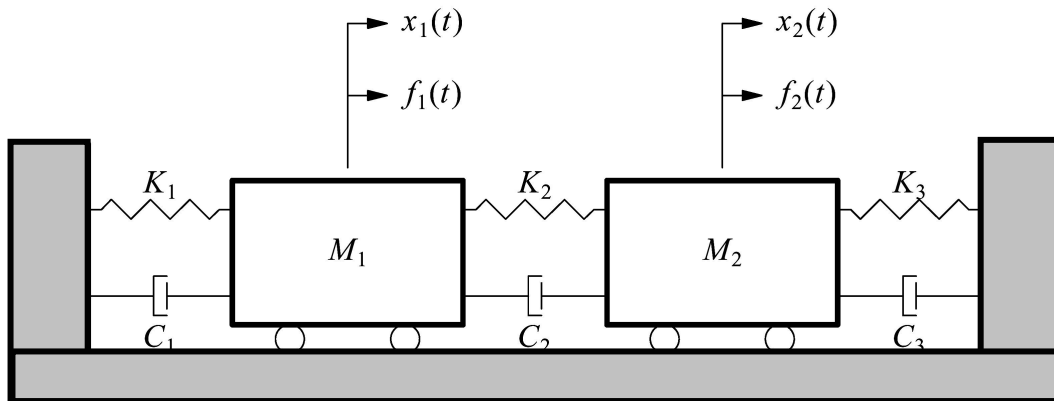 x₁(t) x₂(t)
f₁(t) f₂(t)
K₁ K₂ K₃
M₁ M₂
C₁ C₂ C₃